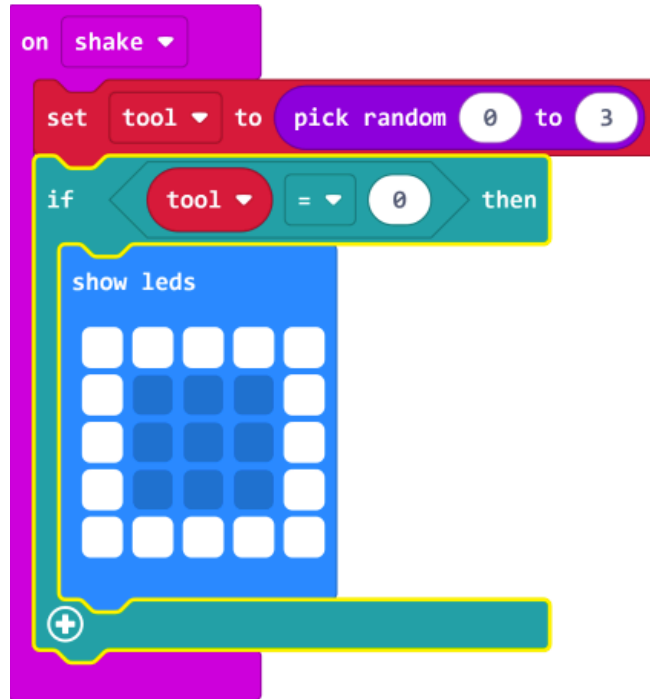 on shake
set tool to pick random 0 to 3
if tool = 0 then
show leds